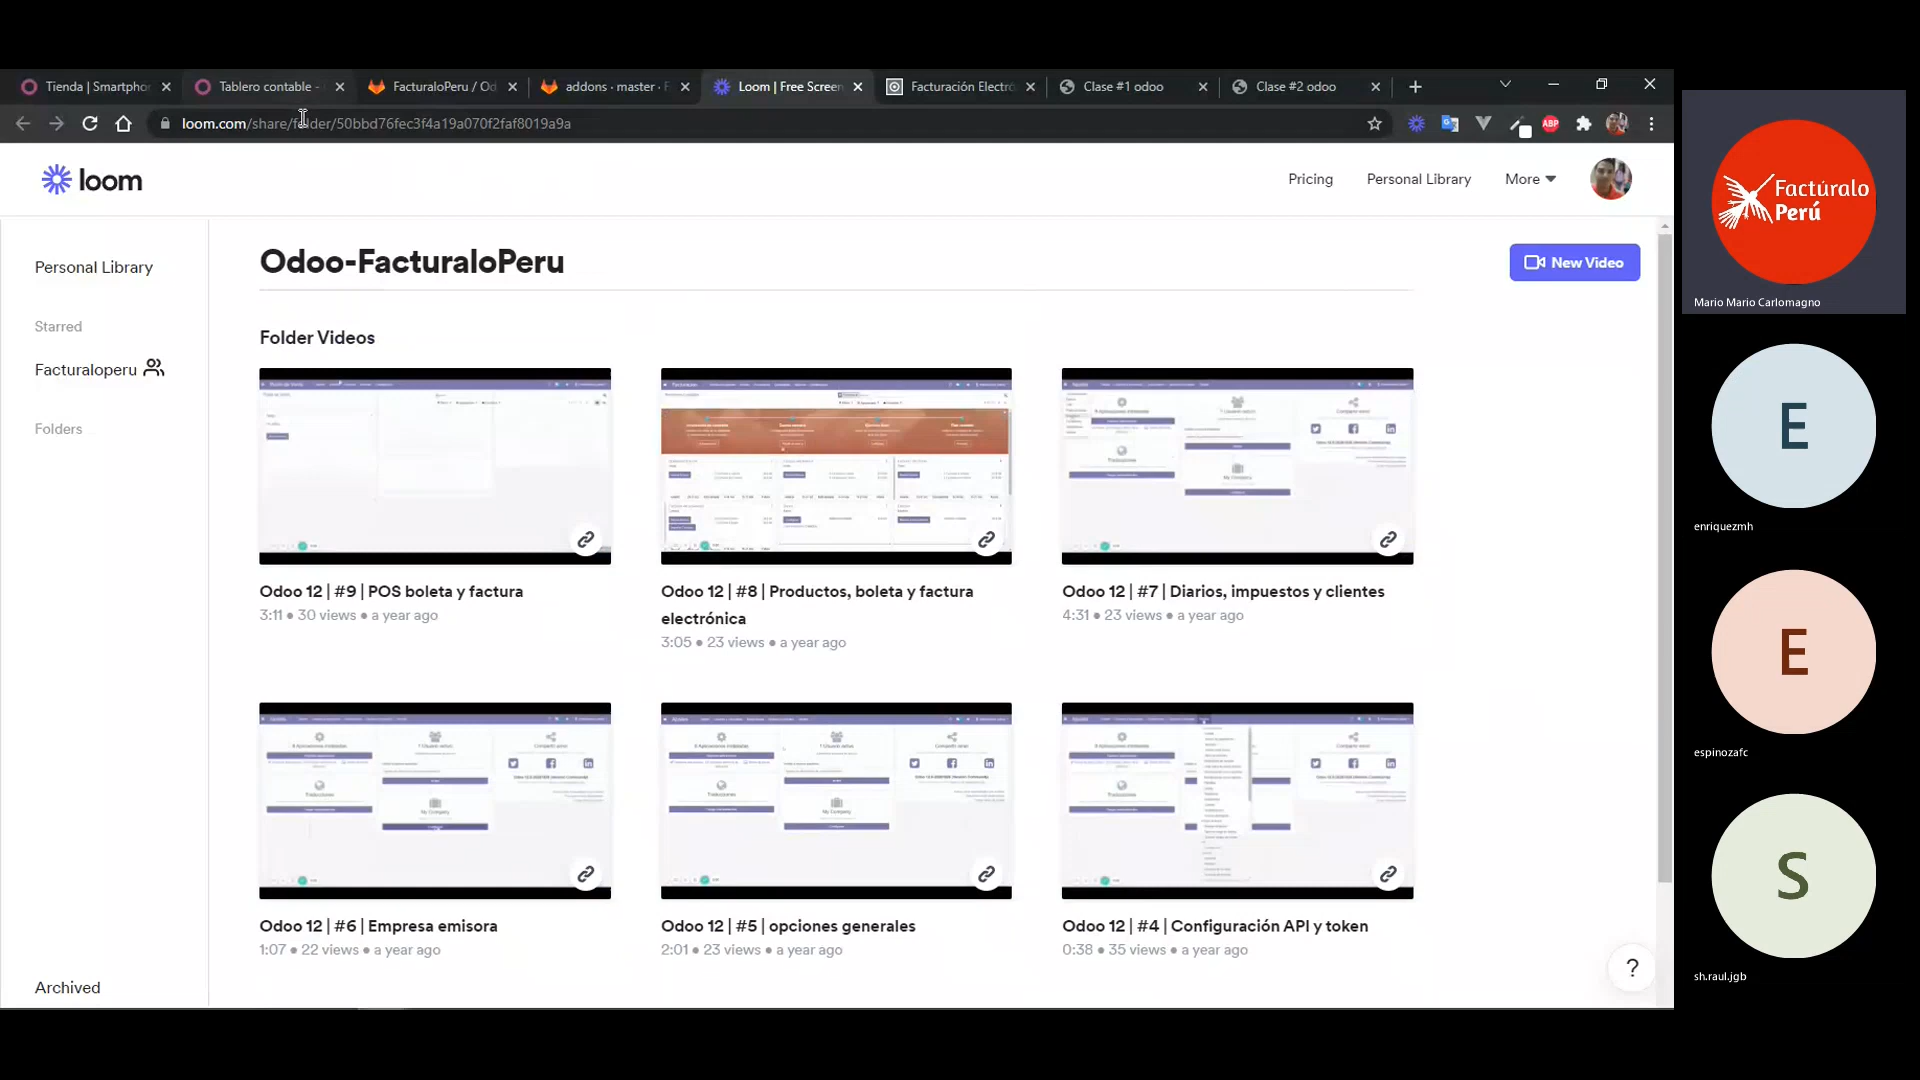 Tienda | Smartphor
Tablero contable -
FacturaloPeru / Od
addons · master · F
Loom | Free Screen
Facturación Electró
Clase #1 odoo
Clase #2 odoo
loom.com/share/folder/50bbd76fec3f4a19a070f2faf8019a9a
ABP
loom
Pricing
Personal Library
More
Personal Library
Starred
Facturaloperu
Folders
Archived
Odoo-FacturaloPeru
New Video
Folder Videos
Odoo 12 | #9 | POS boleta y factura
3:11 • 30 views • a year ago
Odoo 12 | #8 | Productos, boleta y factura
electrónica
3:05 • 23 views • a year ago
Odoo 12 | #7 | Diarios, impuestos y clientes
4:31 • 23 views • a year ago
Odoo 12 | #6 | Empresa emisora
1:07 • 22 views • a year ago
Odoo 12 | #5 | opciones generales
2:01 • 23 views • a year ago
Odoo 12 | #4 | Configuración API y token
0:38 • 35 views • a year ago
?
Factúralo
Perú
Mario Mario Carlomagno
E
enriquezmh
E
espinozafc
S
sh.raul.jgb